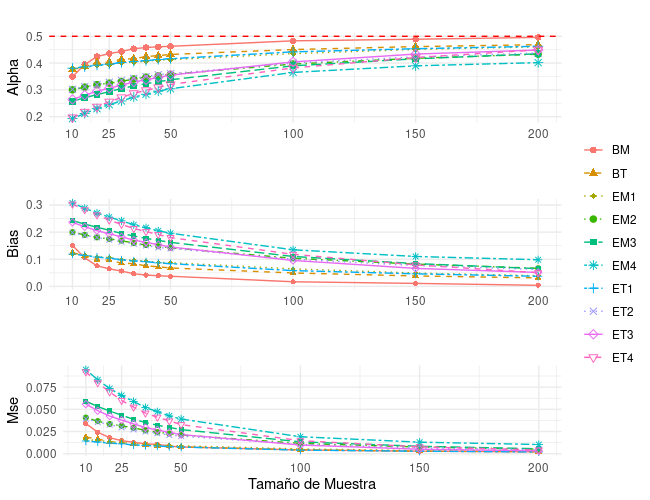 Alpha
0.5
0.4
0.3
0.2
10 25 50 100 150 200
Bias
0.3
0.2
0.1
0.0
10 25 50 100 150 200
Mse
0.075
0.050
0.025
0.000
10 25 50 100 150 200
Tamaño de Muestra
BM
BT
EM1
EM2
EM3
EM4
ET1
ET2
ET3
ET4